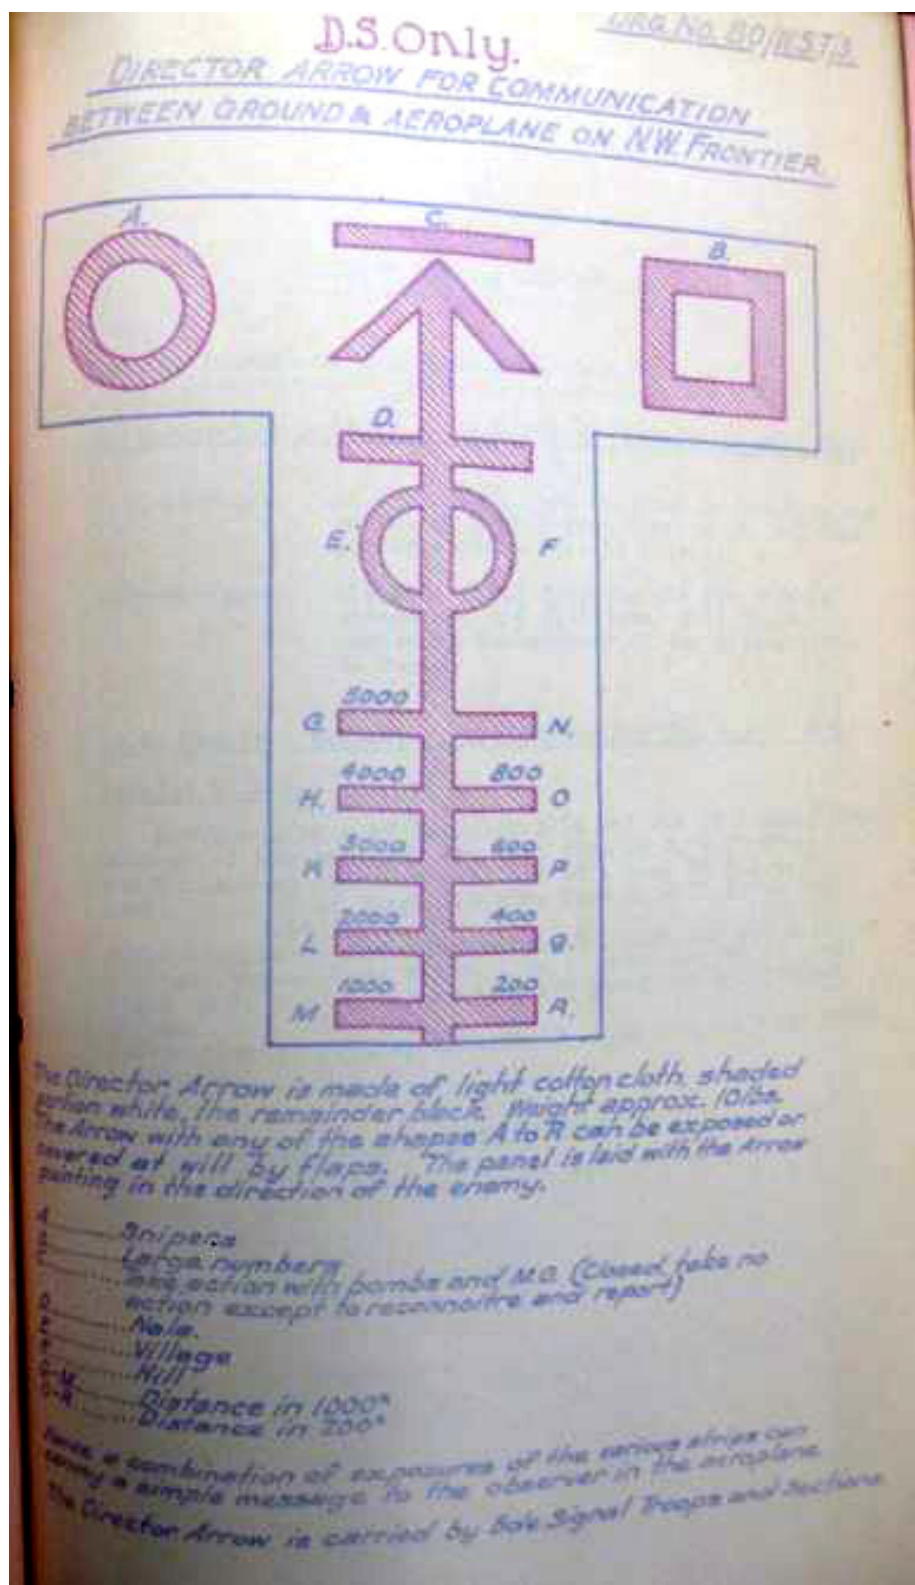 D.S. Only.
DRG. No. 80/
DIRECTOR ARROW FOR COMMUNICATION
BETWEEN GROUND & AEROPLANE ON N.W. FRONTIER.
A.
C.
B.
D.
E.
F
5000
G.
N.
4000
800
H.
O
3000
600
K
P
2000
400
L
Q.
1000
200
M
R.
The Director Arrow is made of light cotton cloth, shaded
portion white, the remainder black. Weight approx. 10 lbs.
The Arrow with any of the shapes A to R can be exposed or
covered at will by flaps. The panel is laid with the Arrow
pointing in the direction of the enemy.
A ........ Snipers
B ........ Large numbers
C ........ Take action with bombs and M.G. (Closed, take no
action except to reconnoitre and report)
D ........ Nala.
E ........ Village
F ........ Hill
G-M ........ Distance in 1000ˢ
O-R ........ Distance in 200ˢ
Hence a combination of exposures of the various strips can
convey a simple message to the observer in the aeroplane
The Director Arrow is carried by Bde. Signal Troops and Sections